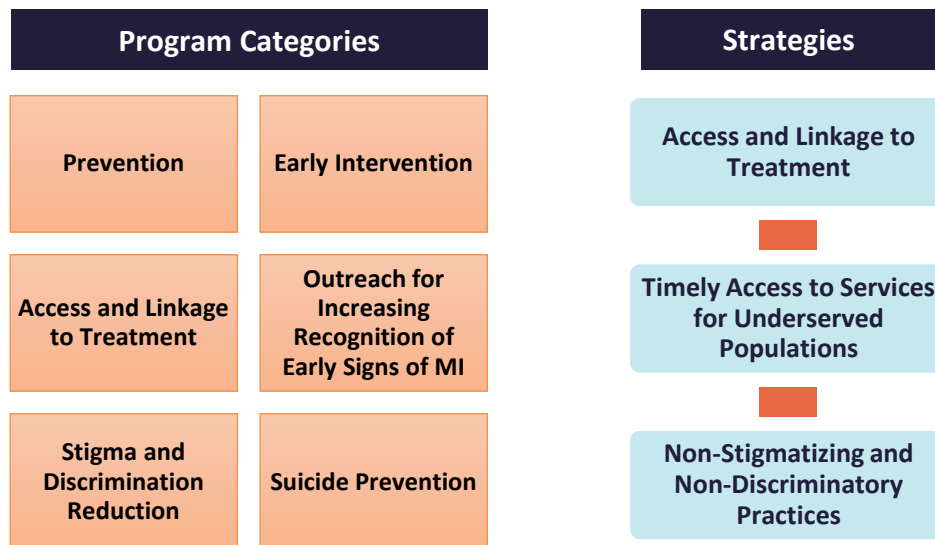 Program Categories
Strategies
Prevention
Early Intervention
Access and Linkage
to Treatment
Outreach for
Increasing
Recognition of
Early Signs of MI
Stigma and
Discrimination
Reduction
Suicide Prevention
Access and Linkage to
Treatment
Timely Access to Services
for Underserved
Populations
Non-Stigmatizing and
Non-Discriminatory
Practices